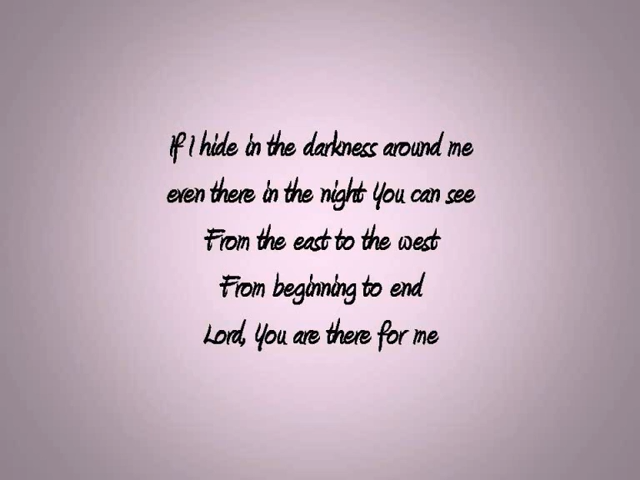 If I hide in the darkness around me
even there in the night You can see
From the east to the west
From beginning to end
Lord, You are there for me